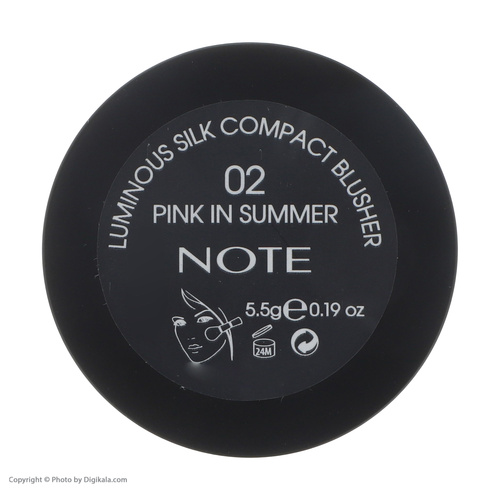 LUMINOUS SILK COMPACT BLUSHER
02
PINK IN SUMMER
NOTE
5.5g℮0.19 oz
24M
Copyright © Photo by Digikala.com